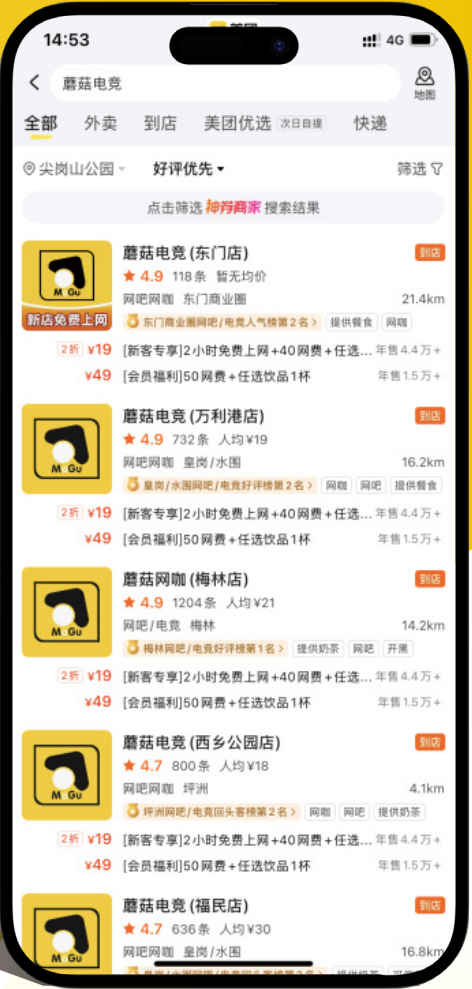 14:53
4G
蘑菇电竞
地图
全部 外卖 到店 美团优选 次日自提 快递
尖岗山公园 好评优先 筛选
点击筛选 神券商家 搜索结果
MoGu
新店免费上网
蘑菇电竞(东门店) 到店
4.9 118条 暂无均价
网吧网咖 东门商业圈 21.4km
东门商业圈网吧/电竞人气榜第2名> 提供餐食 网咖
2折 ¥19 [新客专享]2小时免费上网+40网费+任选... 年售4.4万+
¥49 [会员福利]50网费+任选饮品1杯 年售1.5万+
MoGu
蘑菇电竞(万利港店) 到店
4.9 732条 人均¥19
网吧网咖 皇岗/水围 16.2km
皇岗/水围网吧/电竞好评榜第2名> 网咖 网吧 提供餐食
2折 ¥19 [新客专享]2小时免费上网+40网费+任选... 年售4.4万+
¥49 [会员福利]50网费+任选饮品1杯 年售1.5万+
MoGu
蘑菇网咖(梅林店) 到店
4.9 1204条 人均¥21
网吧/电竞 梅林 14.2km
梅林网吧/电竞好评榜第1名> 提供奶茶 网吧 开黑
2折 ¥19 [新客专享]2小时免费上网+40网费+任选... 年售4.4万+
¥49 [会员福利]50网费+任选饮品1杯 年售1.5万+
MoGu
蘑菇电竞(西乡公园店) 到店
4.7 800条 人均¥18
网吧网咖 坪洲 4.1km
坪洲网吧/电竞回头客榜第2名> 网咖 网吧 提供奶茶
2折 ¥19 [新客专享]2小时免费上网+40网费+任选... 年售4.4万+
¥49 [会员福利]50网费+任选饮品1杯 年售1.5万+
MoGu
蘑菇电竞(福民店) 到店
4.7 636条 人均¥30
网吧网咖 皇岗/水围 16.8km